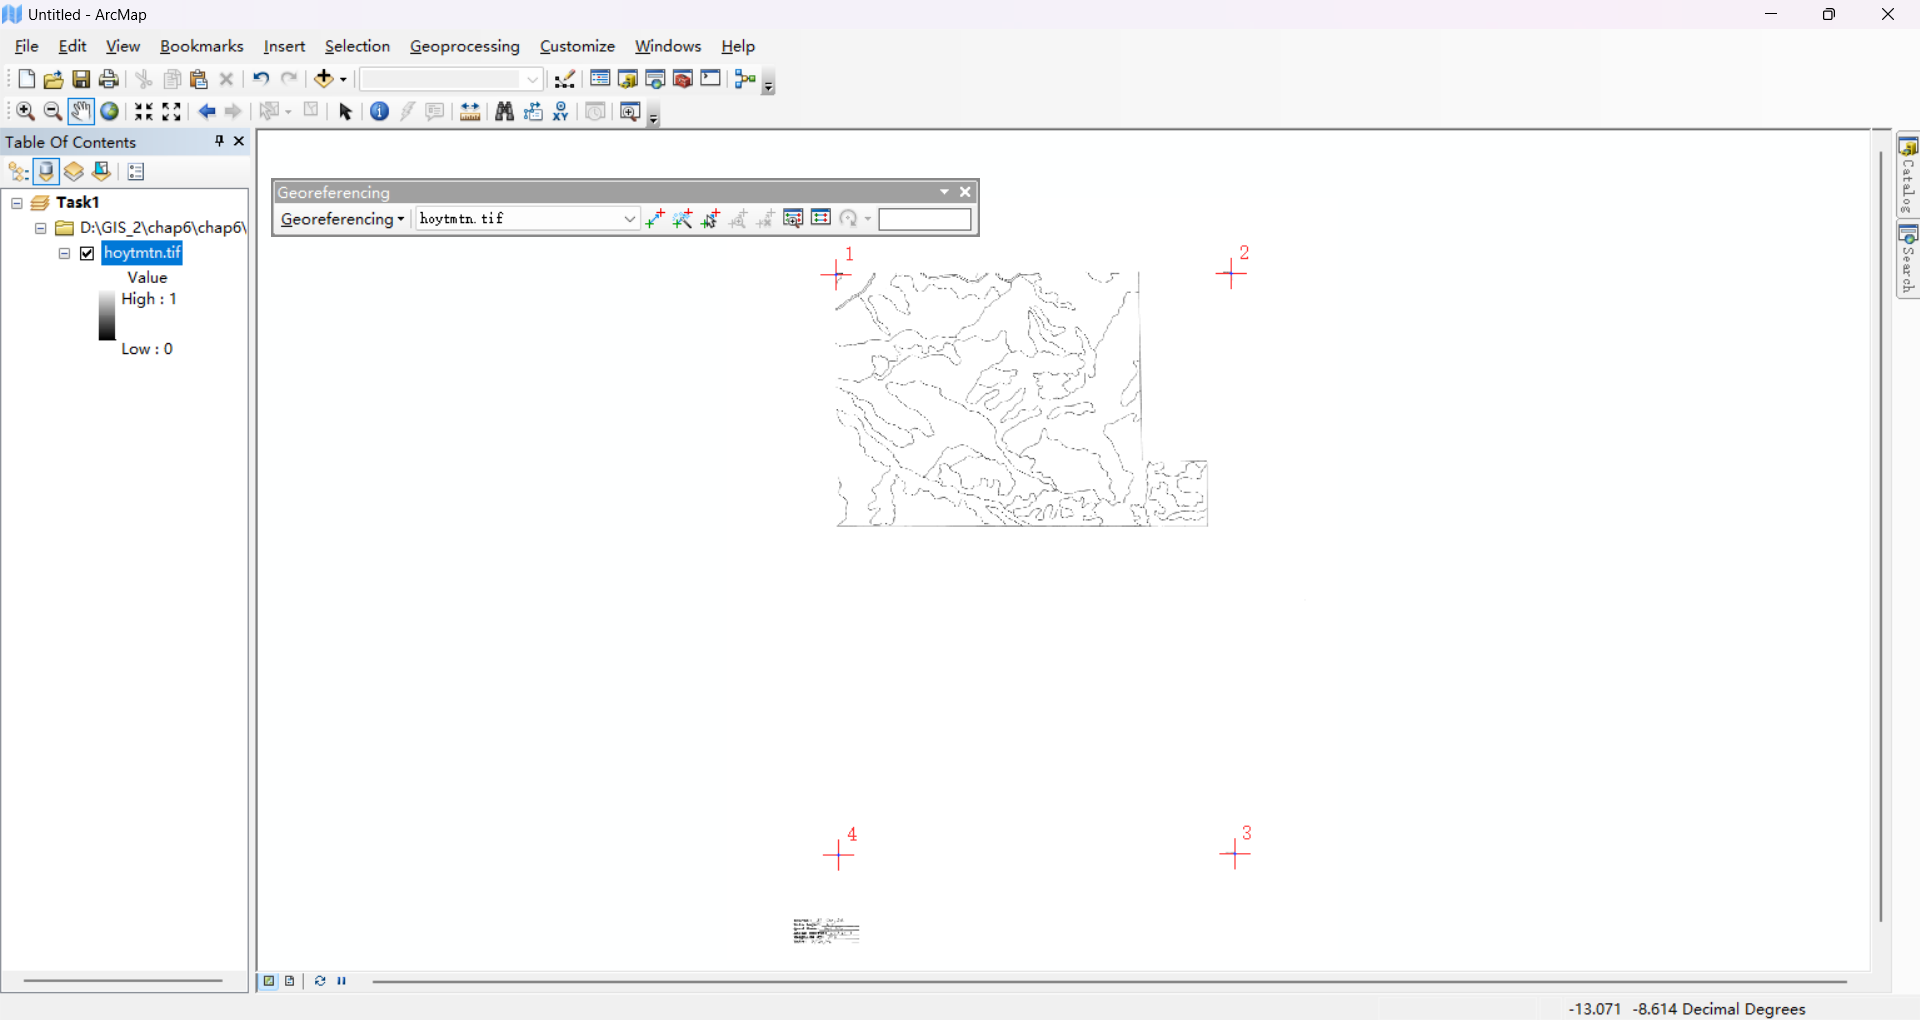 Untitled - ArcMap
File Edit View Bookmarks Insert Selection Geoprocessing Customize Windows Help
Table Of Contents
Task1
D:\GIS_2\chap6\chap6\
hoytmtn.tif
Value
High : 1
Low : 0
Georeferencing
Georeferencing hoytmtn.tif
1
2
4
3
Catalog
Search
-13.071 -8.614 Decimal Degrees